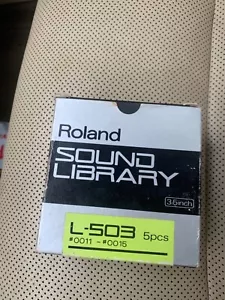 Roland
SOUND
LIBRARY
3.5inch
L-503 5pcs
#0011 - #0015